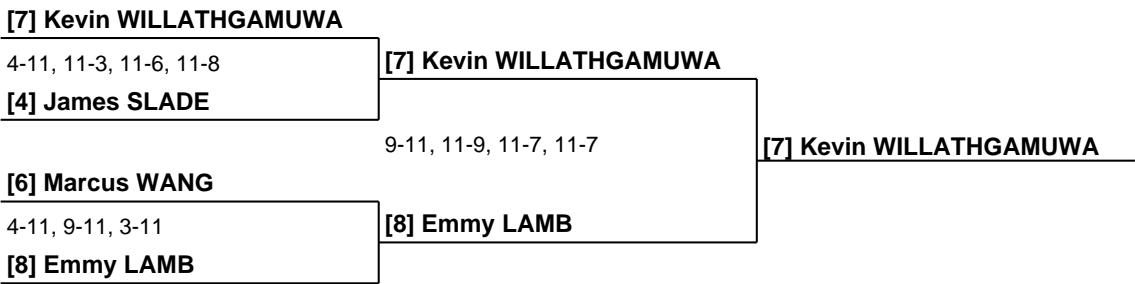 [7] Kevin WILLATHGAMUWA
4-11, 11-3, 11-6, 11-8
[4] James SLADE
[7] Kevin WILLATHGAMUWA
9-11, 11-9, 11-7, 11-7
[7] Kevin WILLATHGAMUWA
[6] Marcus WANG
4-11, 9-11, 3-11
[8] Emmy LAMB
[8] Emmy LAMB